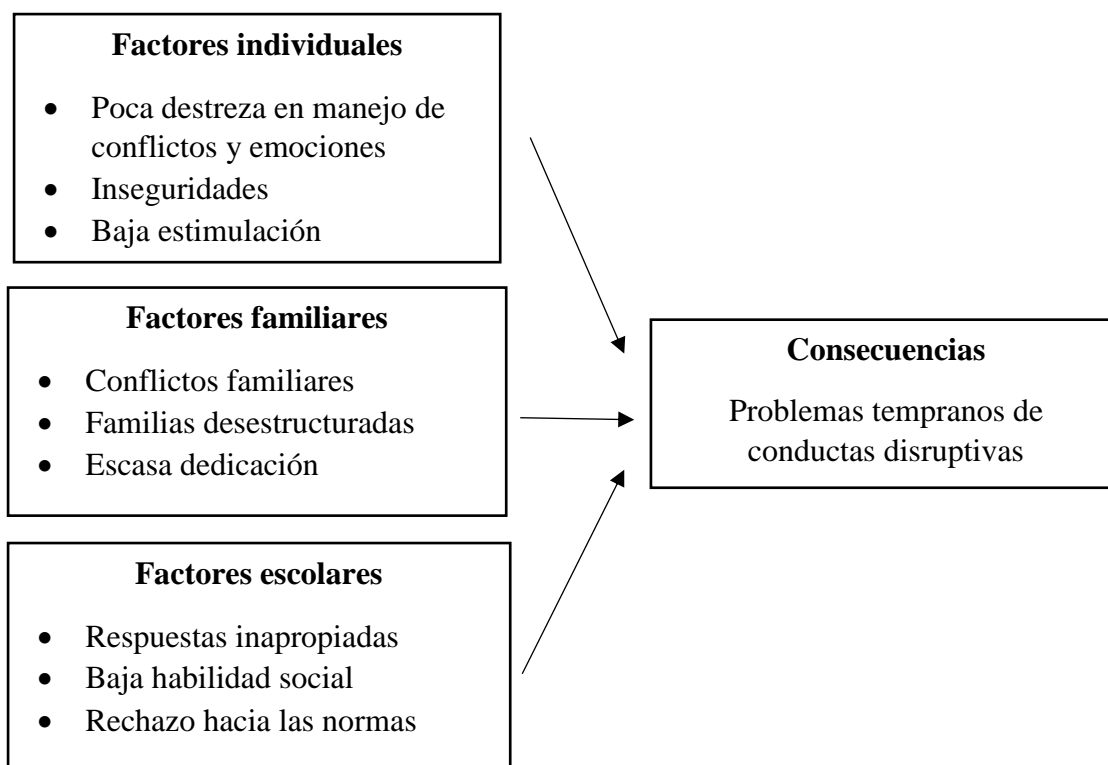 Factores individuales
• Poca destreza en manejo de
conflictos y emociones
• Inseguridades
• Baja estimulación
Factores familiares
• Conflictos familiares
• Familias desestructuradas
• Escasa dedicación
Factores escolares
• Respuestas inapropiadas
• Baja habilidad social
• Rechazo hacia las normas
Consecuencias
Problemas tempranos de
conductas disruptivas